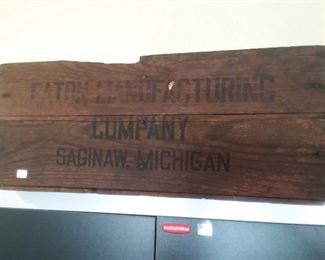 EATON MANUFACTURING
COMPANY
SAGINAW, MICHIGAN